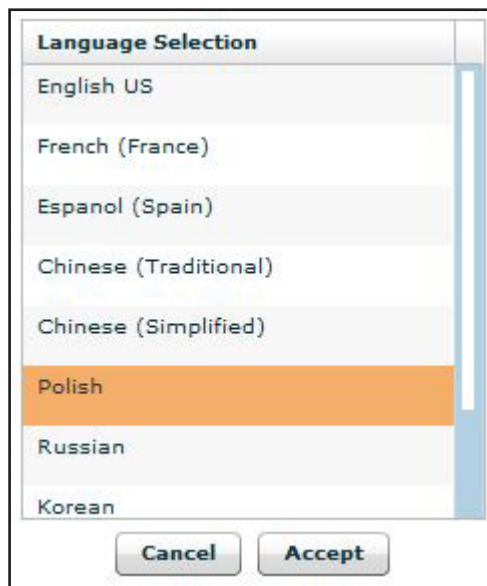 Language Selection
English US
French (France)
Espanol (Spain)
Chinese (Traditional)
Chinese (Simplified)
Polish
Russian
Korean
Cancel Accept